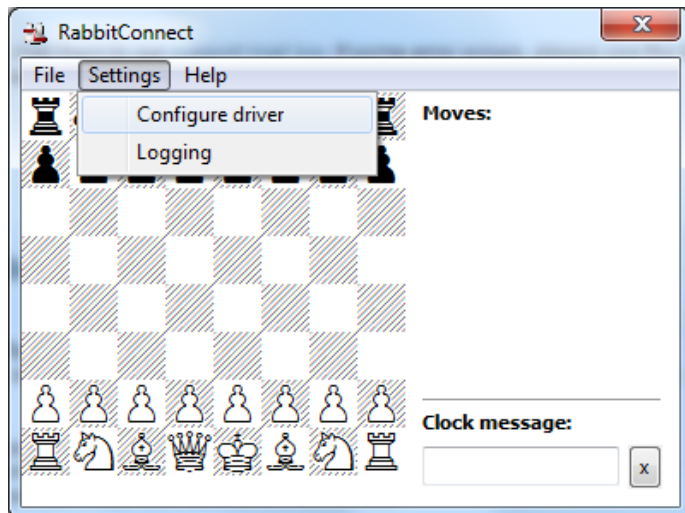 RabbitConnect
File Settings Help
Configure driver
Logging
Moves:
Clock message:
x